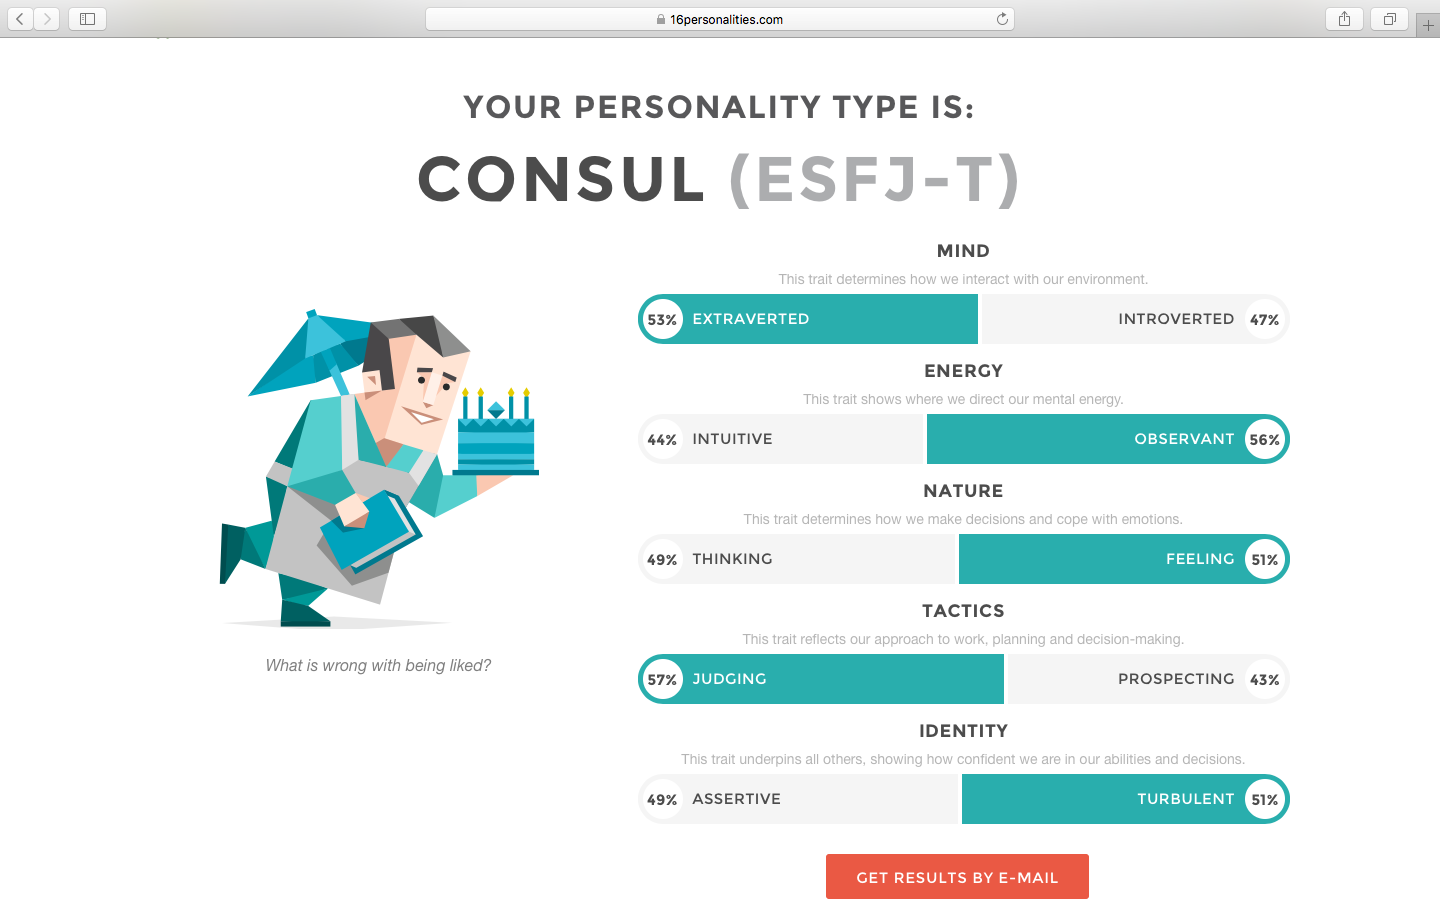 16personalities.com
YOUR PERSONALITY TYPE IS:
CONSUL (ESFJ-T)
MIND
This trait determines how we interact with our environment.
53% EXTRAVERTED INTROVERTED 47%
ENERGY
This trait shows where we direct our mental energy.
44% INTUITIVE OBSERVANT 56%
NATURE
This trait determines how we make decisions and cope with emotions.
49% THINKING FEELING 51%
TACTICS
This trait reflects our approach to work, planning and decision-making.
57% JUDGING PROSPECTING 43%
IDENTITY
This trait underpins all others, showing how confident we are in our abilities and decisions.
49% ASSERTIVE TURBULENT 51%
What is wrong with being liked?
GET RESULTS BY E-MAIL